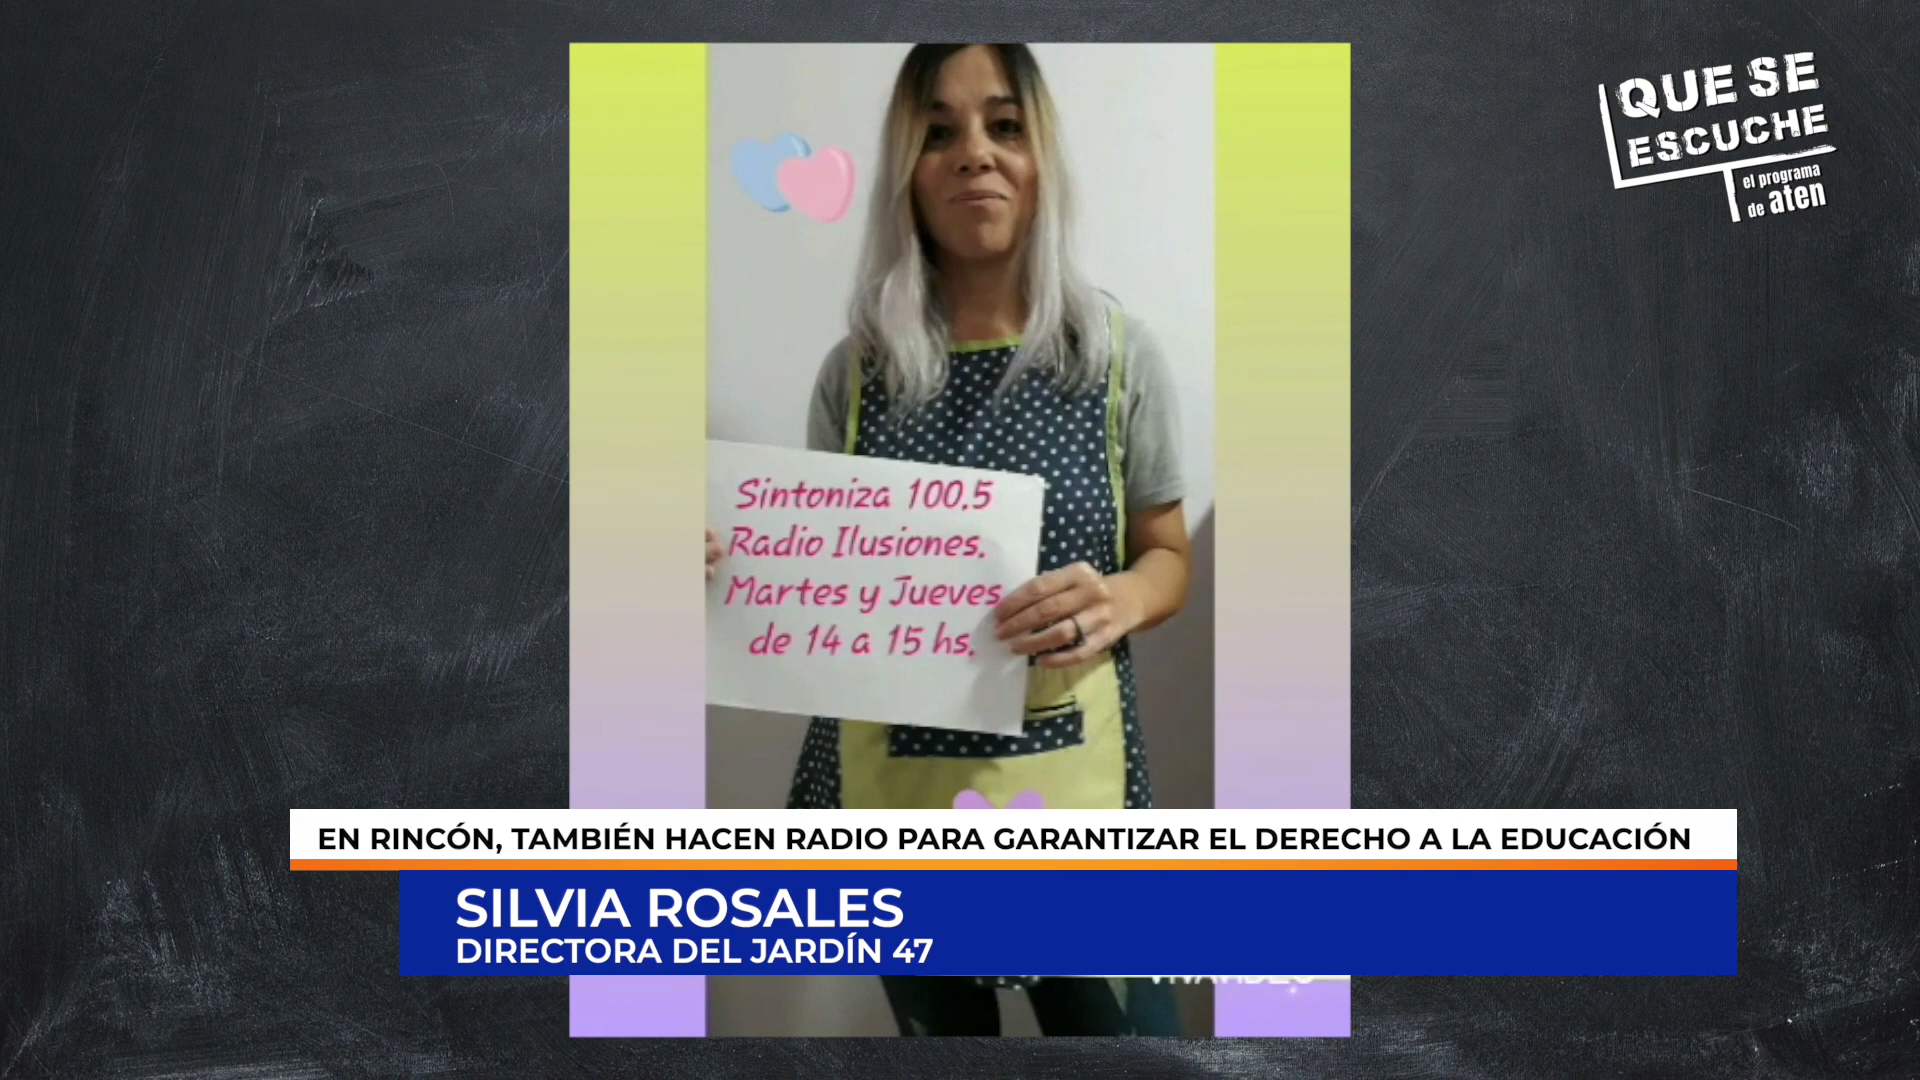 QUE SE
ESCUCHE
el programa
de aten
Sintoniza 100.5
Radio Ilusiones.
Martes y Jueves
de 14 a 15 hs.
EN RINCÓN, TAMBIÉN HACEN RADIO PARA GARANTIZAR EL DERECHO A LA EDUCACIÓN
SILVIA ROSALES
DIRECTORA DEL JARDÍN 47